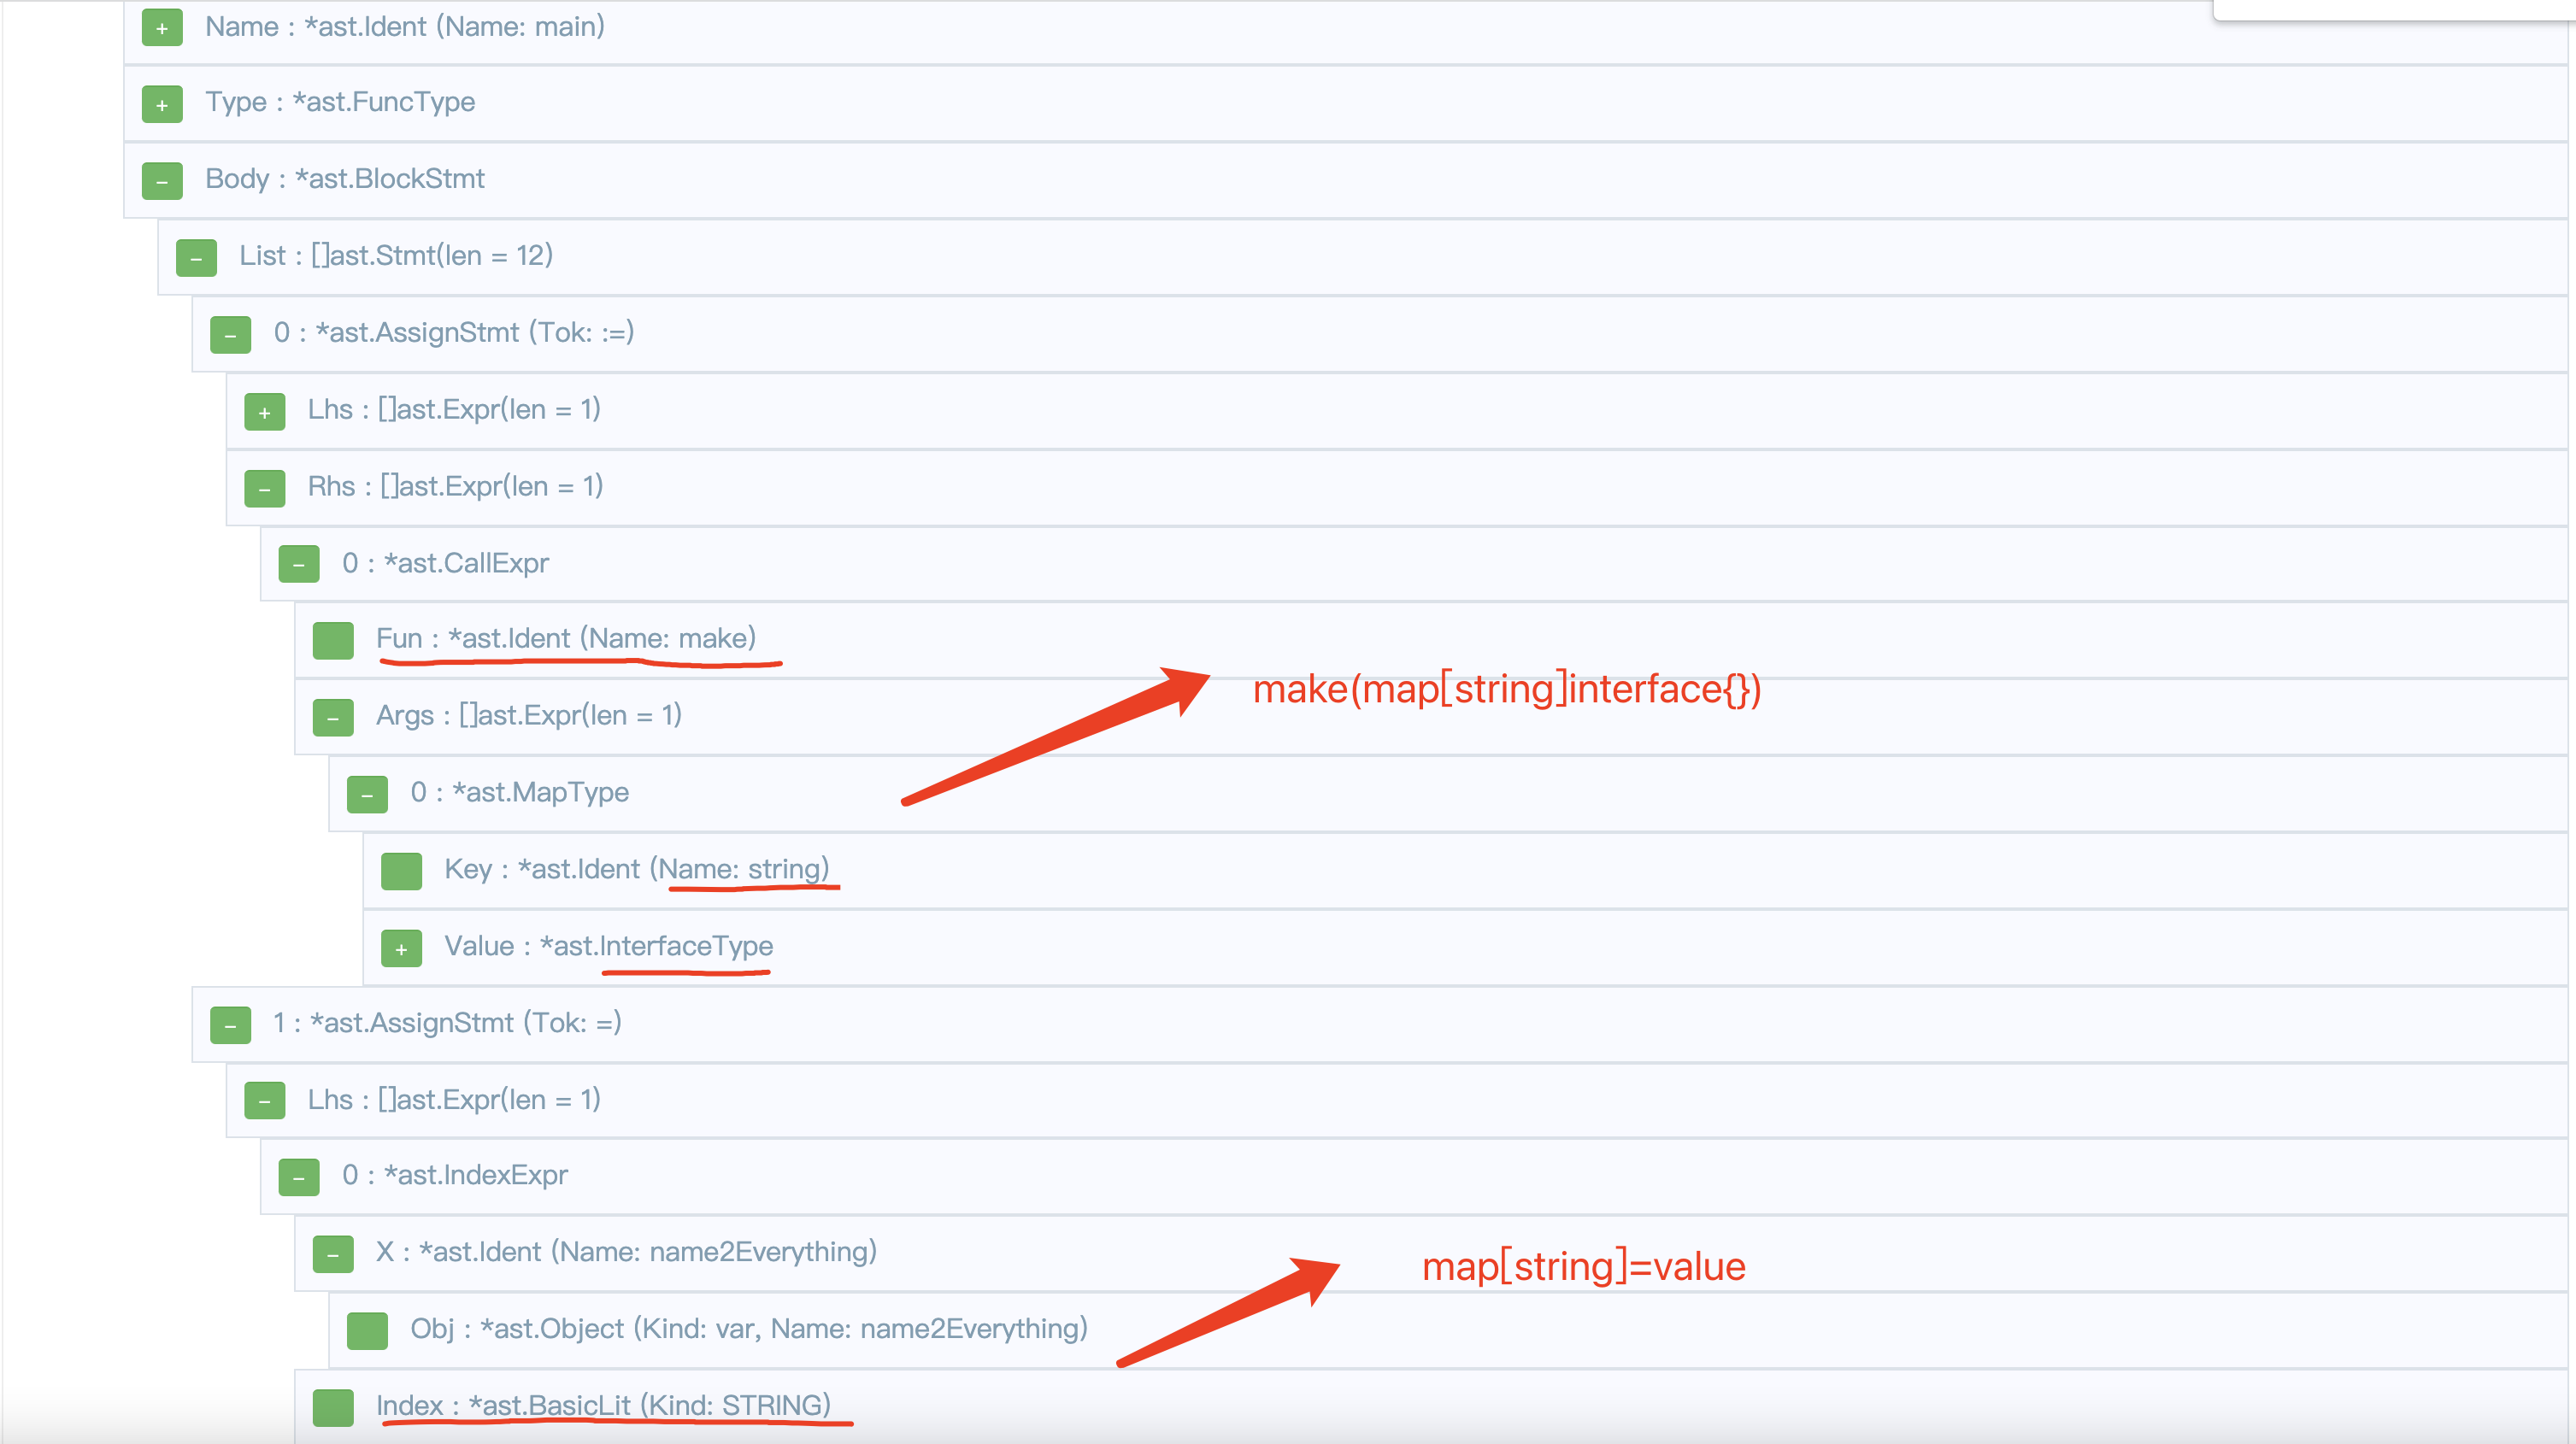 + Name : *ast.Ident (Name: main)
+ Type : *ast.FuncType
– Body : *ast.BlockStmt
– List : []ast.Stmt(len = 12)
– 0 : *ast.AssignStmt (Tok: :=)
+ Lhs : []ast.Expr(len = 1)
– Rhs : []ast.Expr(len = 1)
– 0 : *ast.CallExpr
Fun : *ast.Ident (Name: make)
make(map[string]interface{})
– Args : []ast.Expr(len = 1)
– 0 : *ast.MapType
Key : *ast.Ident (Name: string)
+ Value : *ast.InterfaceType
– 1 : *ast.AssignStmt (Tok: =)
– Lhs : []ast.Expr(len = 1)
– 0 : *ast.IndexExpr
– X : *ast.Ident (Name: name2Everything)
map[string]=value
Obj : *ast.Object (Kind: var, Name: name2Everything)
Index : *ast.BasicLit (Kind: STRING)